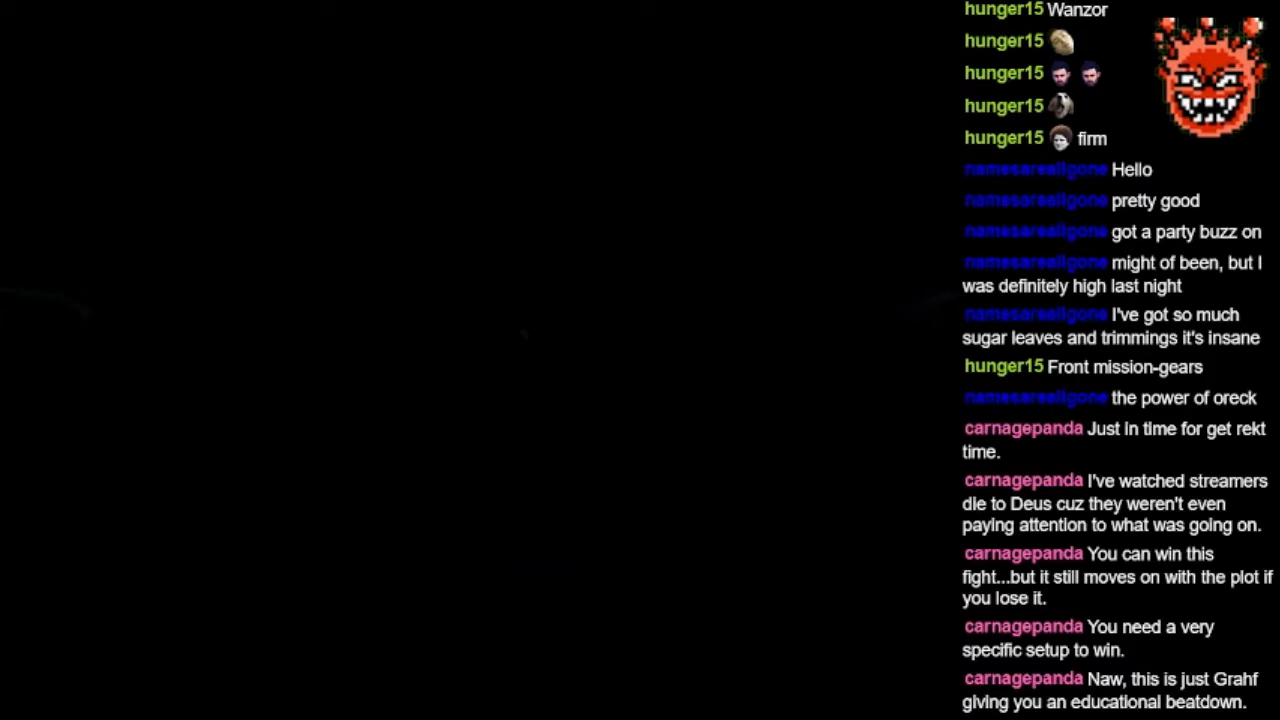 hunger15 Wanzor
hunger15
hunger15
hunger15
hunger15 firm
namesareallgone Hello
namesareallgone pretty good
namesareallgone got a party buzz on
namesareallgone might of been, but I
was definitely high last night
namesareallgone I've got so much
sugar leaves and trimmings it's insane
hunger15 Front mission-gears
namesareallgone the power of oreck
carnagepanda Just in time for get rekt
time.
carnagepanda I've watched streamers
die to Deus cuz they weren't even
paying attention to what was going on.
carnagepanda You can win this
fight...but it still moves on with the plot if
you lose it.
carnagepanda You need a very
specific setup to win.
carnagepanda Naw, this is just Grahf
giving you an educational beatdown.